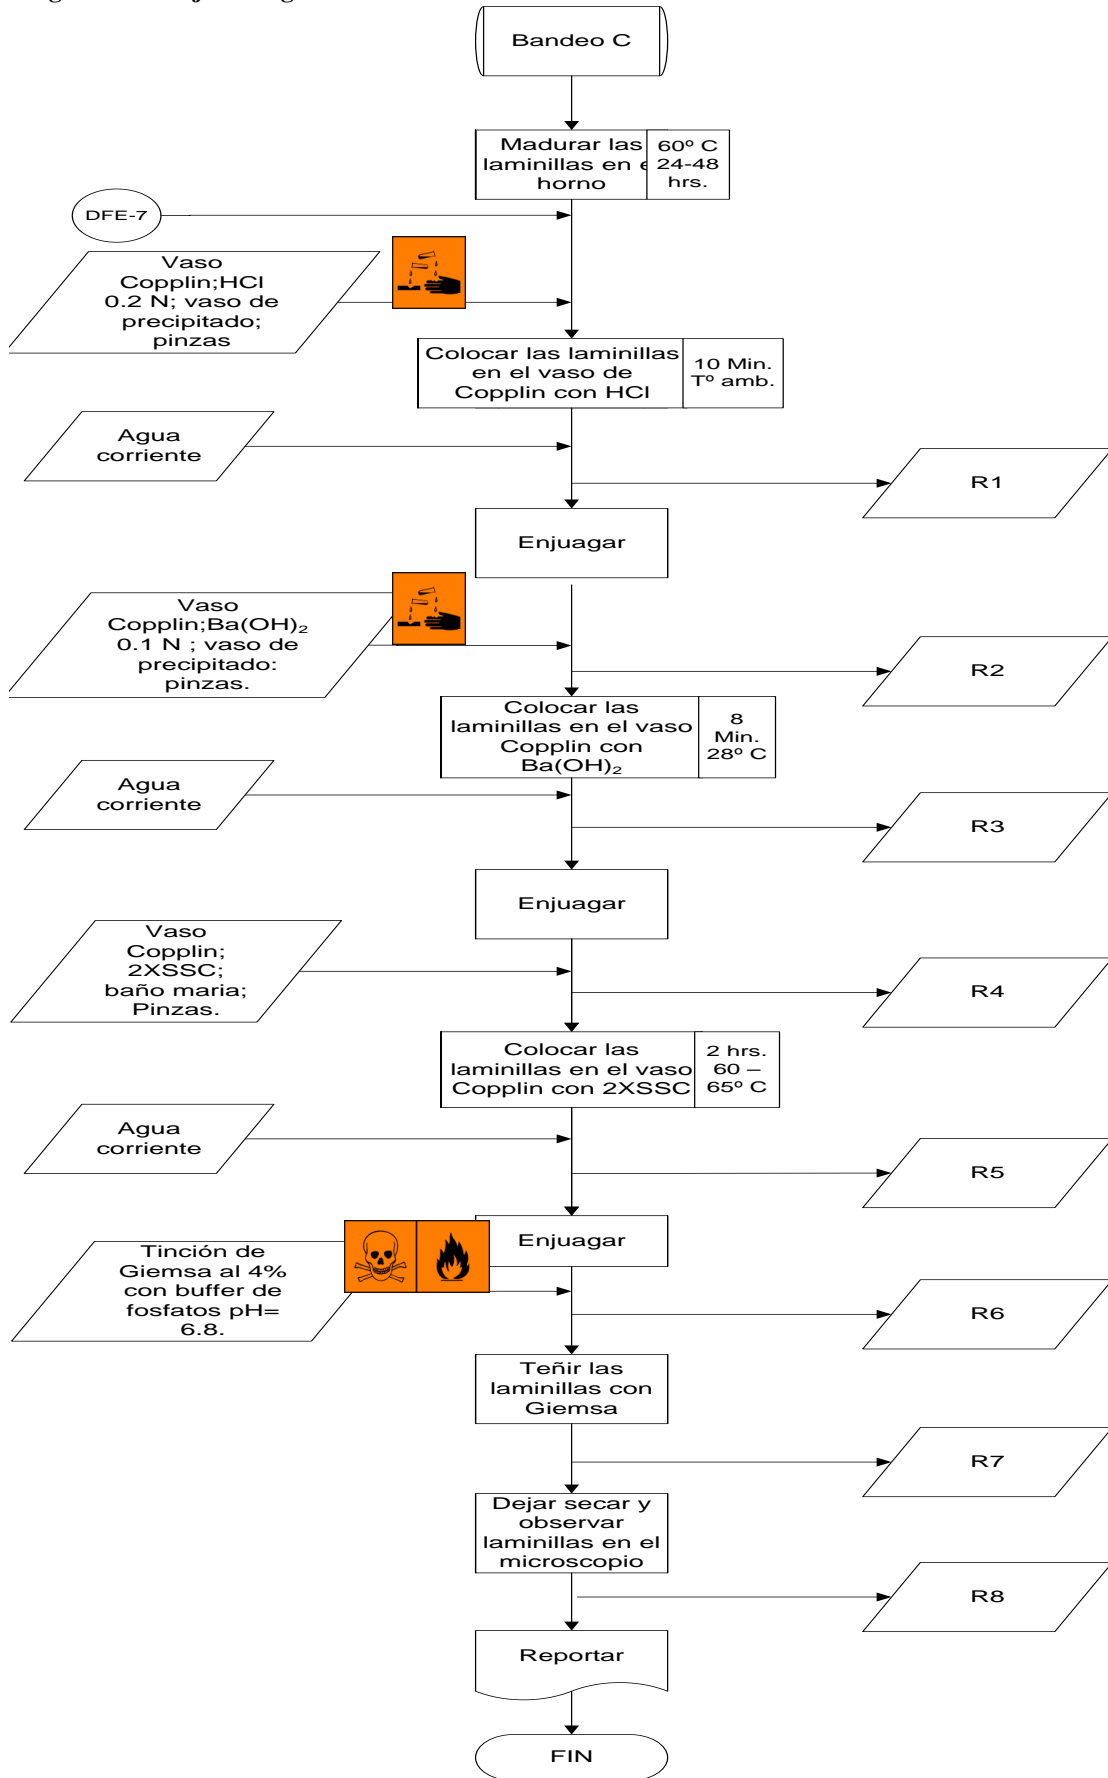 Bandeo C
Madurar las
laminillas en e
horno
60º C
24-48
hrs.
DFE-7
Vaso
Copplin;HCl
0.2 N; vaso de
precipitado;
pinzas
Colocar las laminillas
en el vaso de
Copplin con HCl
10 Min.
Tº amb.
Agua
corriente
R1
Enjuagar
Vaso
Copplin;Ba(OH)₂
0.1 N ; vaso de
precipitado:
pinzas.
R2
Colocar las
laminillas en el vaso
Copplin con
Ba(OH)₂
8
Min.
28º C
Agua
corriente
R3
Enjuagar
Vaso
Copplin;
2XSSC;
baño maria;
Pinzas.
R4
Colocar las
laminillas en el vaso
Copplin con 2XSSC
2 hrs.
60 –
65º C
Agua
corriente
R5
Enjuagar
Tinción de
Giemsa al 4%
con buffer de
fosfatos pH=
6.8.
R6
Teñir las
laminillas con
Giemsa
R7
Dejar secar y
observar
laminillas en el
microscopio
R8
Reportar
FIN